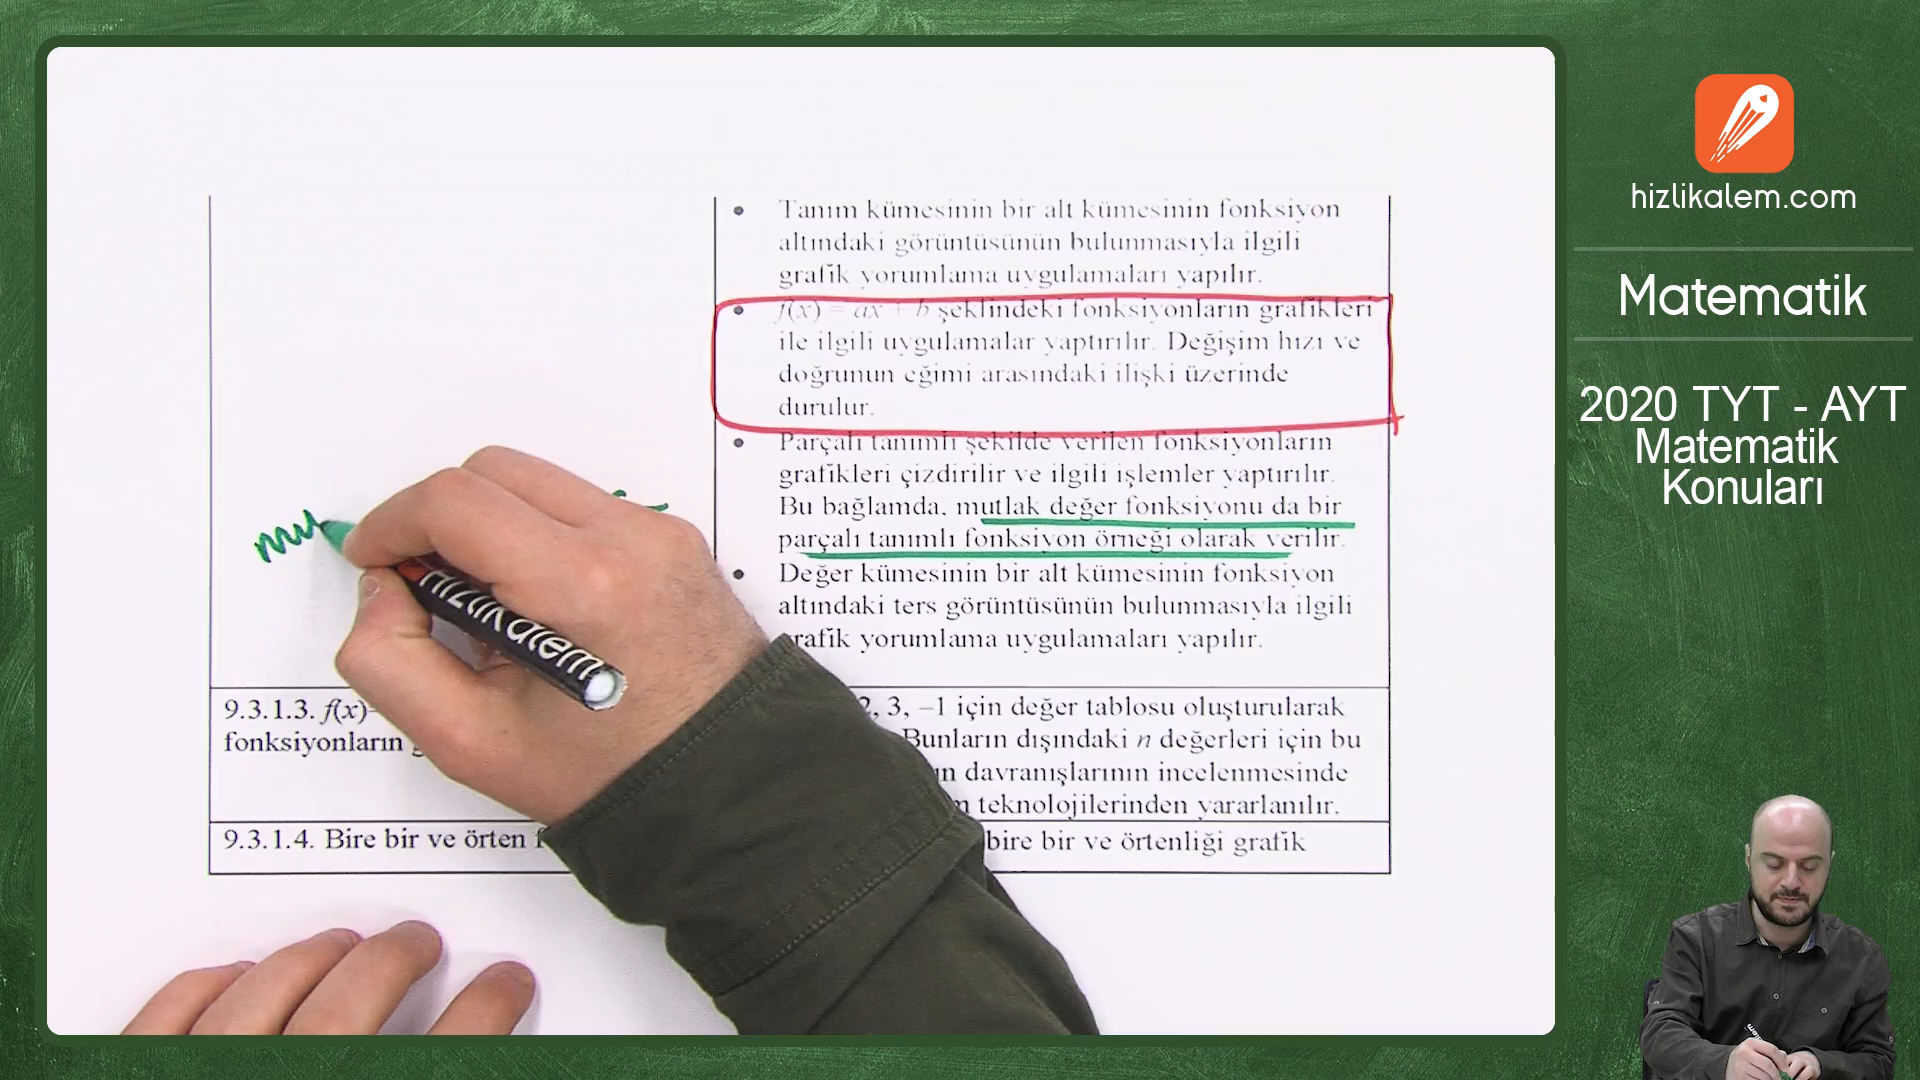 Tanım kümesinin bir alt kümesinin fonksiyon
altındaki görüntüsünün bulunmasıyla ilgili
grafik yorumlama uygulamaları yapılır.
f(x) = ax + b şeklindeki fonksiyonların grafikleri
ile ilgili uygulamalar yaptırılır. Değişim hızı ve
doğrunun eğimi arasındaki ilişki üzerinde
durulur.
Parçalı tanımlı şekilde verilen fonksiyonların
grafikleri çizdirilir ve ilgili işlemler yaptırılır.
Bu bağlamda, mutlak değer fonksiyonu da bir
parçalı tanımlı fonksiyon örneği olarak verilir.
Değer kümesinin bir alt kümesinin fonksiyon
altındaki ters görüntüsünün bulunmasıyla ilgili
grafik yorumlama uygulamaları yapılır.
mu
hizlikalem
9.3.1.3. f(x)
fonksiyonların
2, 3, –1 için değer tablosu oluşturularak
Bunların dışındaki n değerleri için bu
davranışlarının incelenmesinde
teknolojilerinden yararlanılır.
9.3.1.4. Bire bir ve örten
bire bir ve örtenliği grafik
hizlikalem.com
Matematik
2020 TYT - AYT
Matematik
Konuları